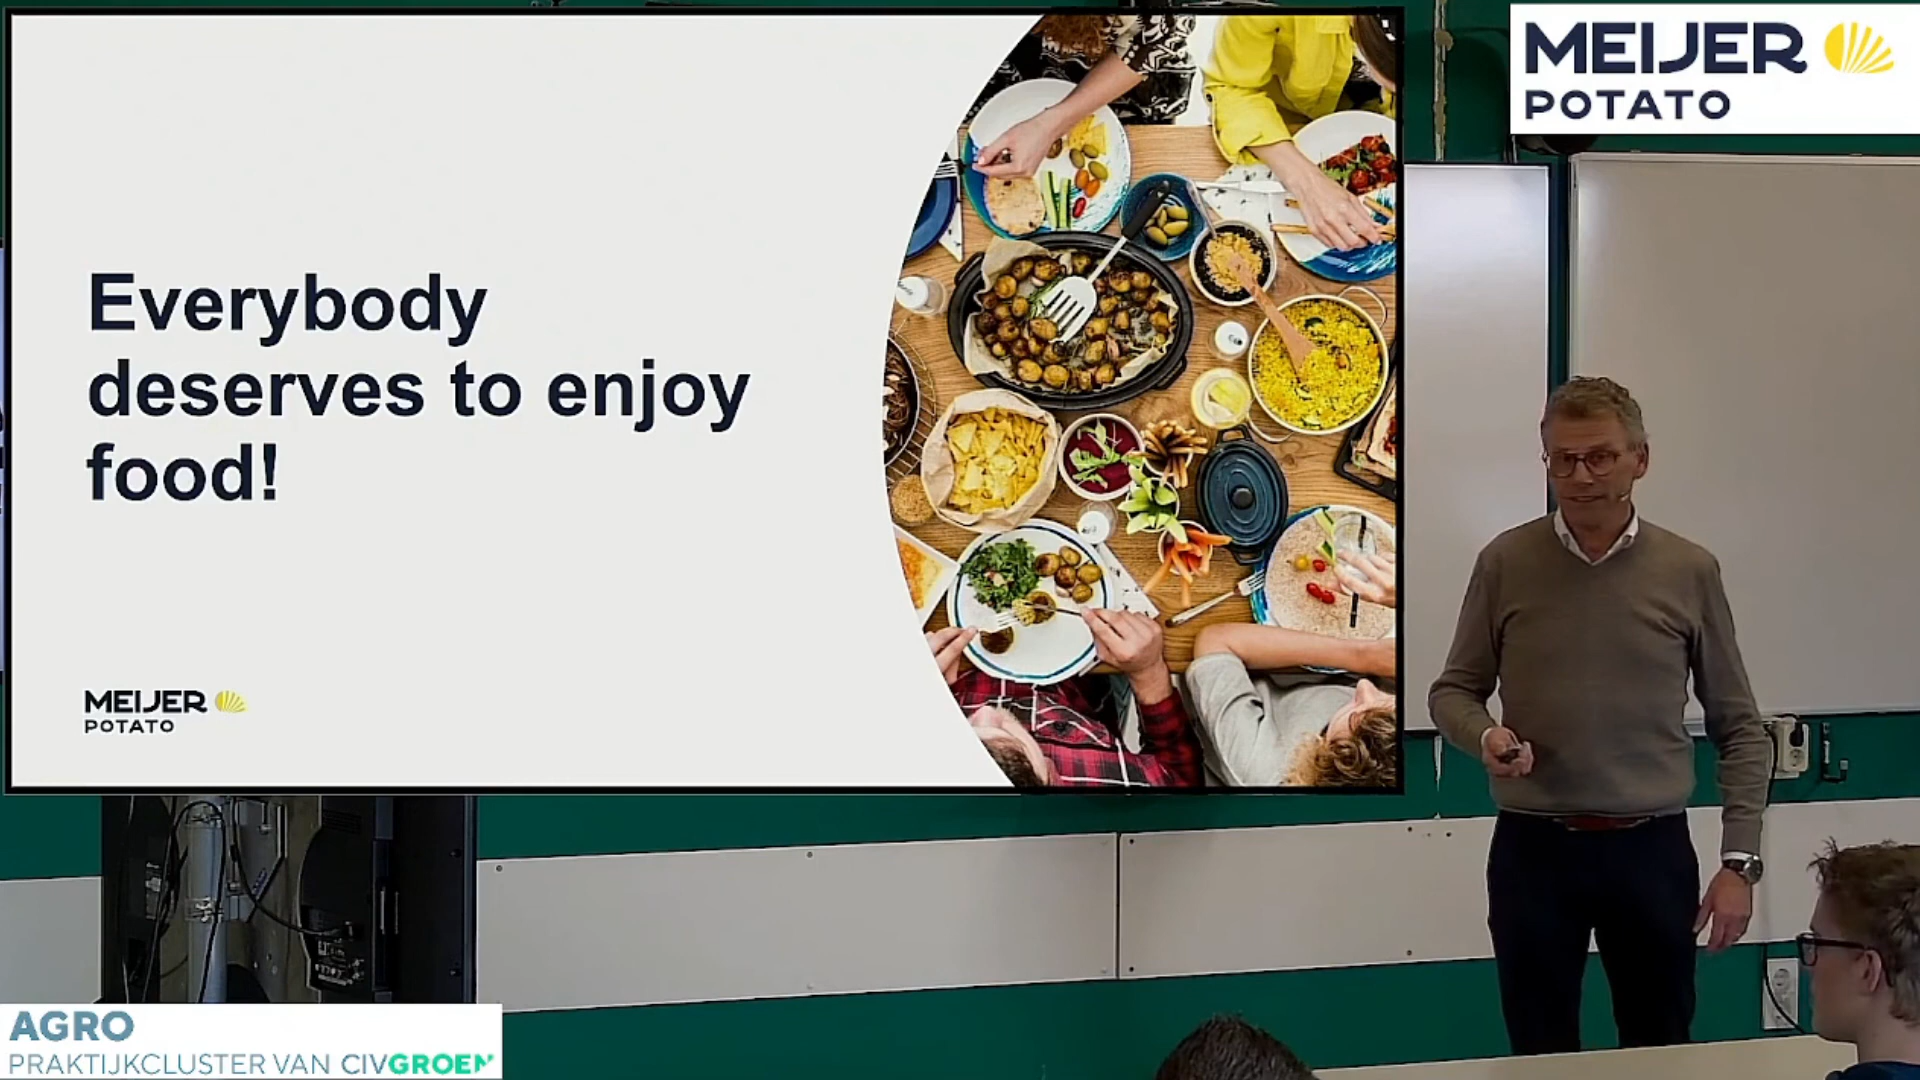 Everybody
deserves to enjoy
food!
MEIJER
POTATO
MEIJER
POTATO
AGRO
PRAKTIJKCLUSTER VAN CIVGROEN